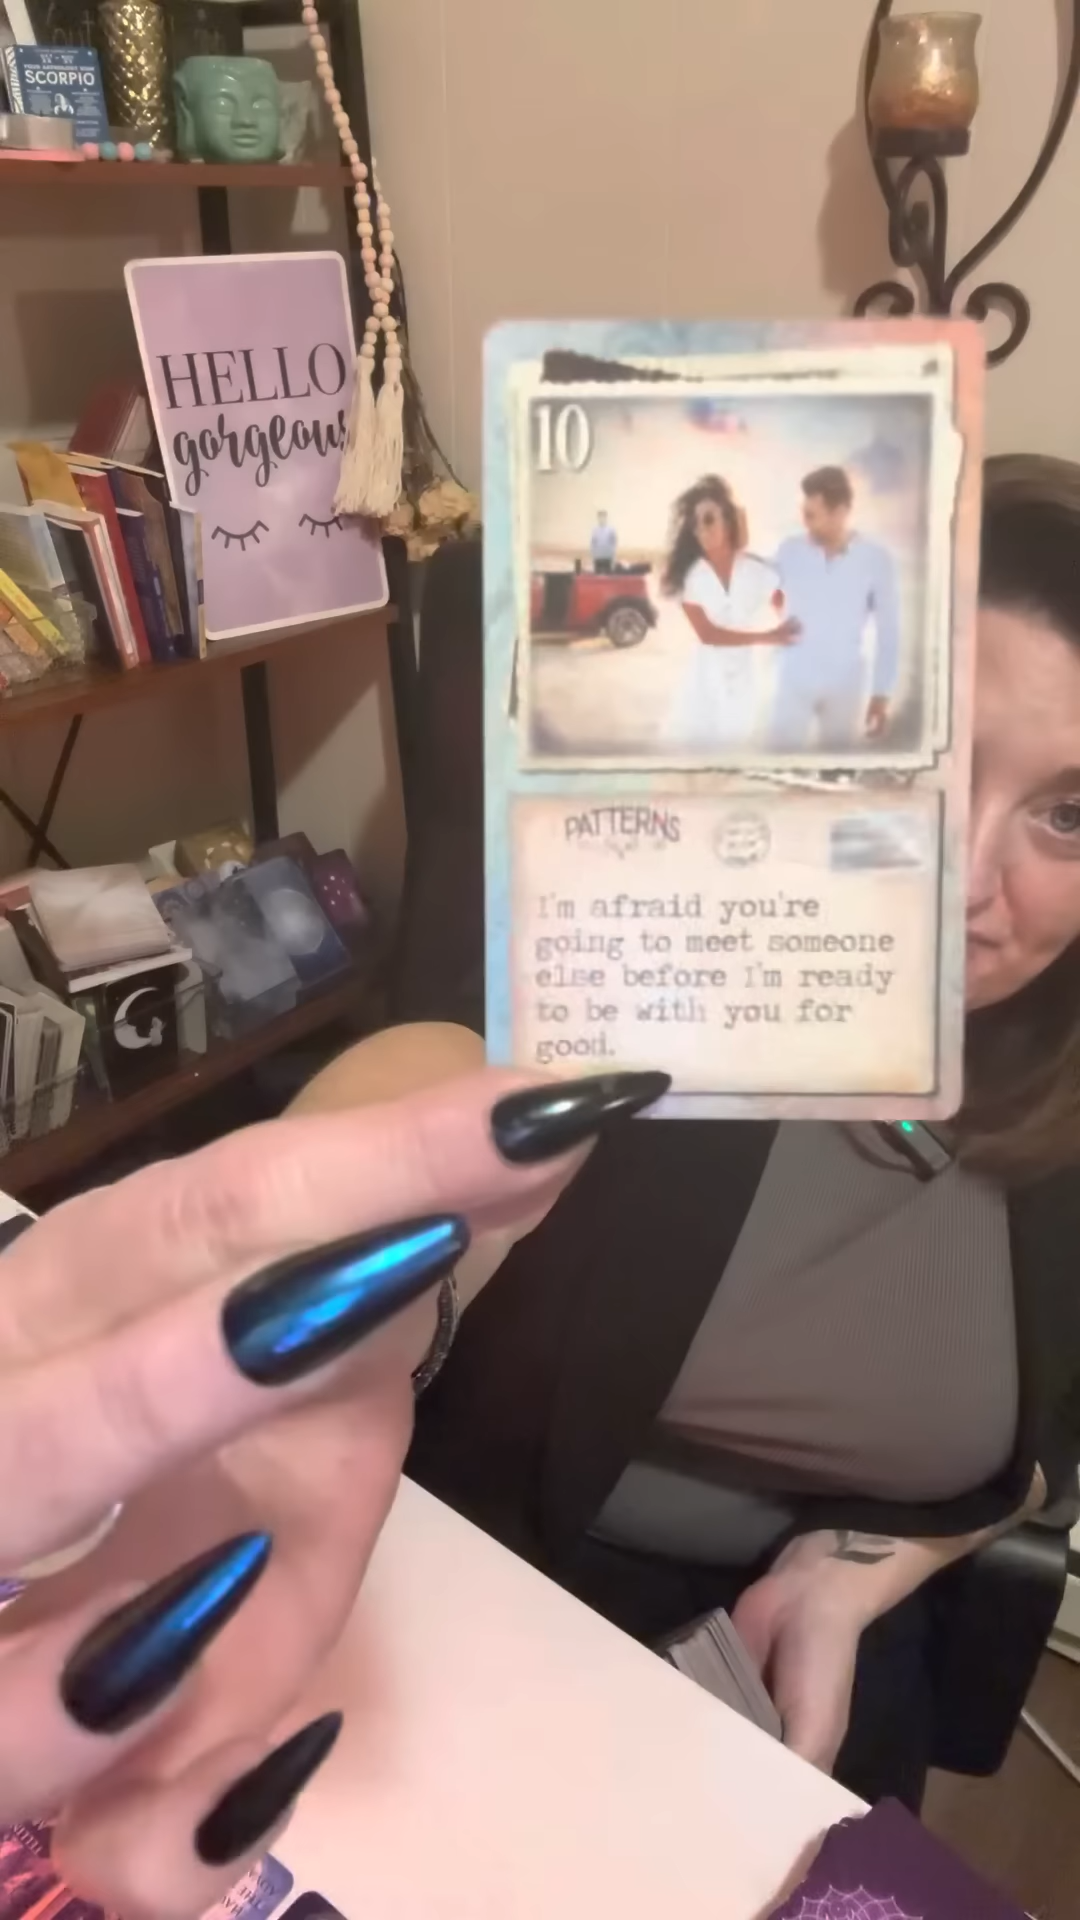 SCORPIO
HELLO
gorgeous
10
PATTERNS
I'm afraid you're
going to meet someone
else before I'm ready
to be with you for
good.